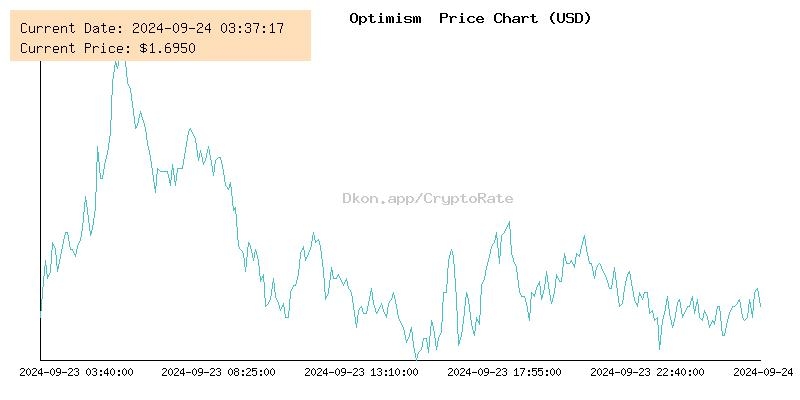 Optimism Price Chart (USD)
Current Date: 2024-09-24 03:37:17
Current Price: $1.6950
Dkon.app/CryptoRate
2024-09-23 03:40:00 2024-09-23 08:25:00 2024-09-23 13:10:00 2024-09-23 17:55:00 2024-09-23 22:40:00 2024-09-24